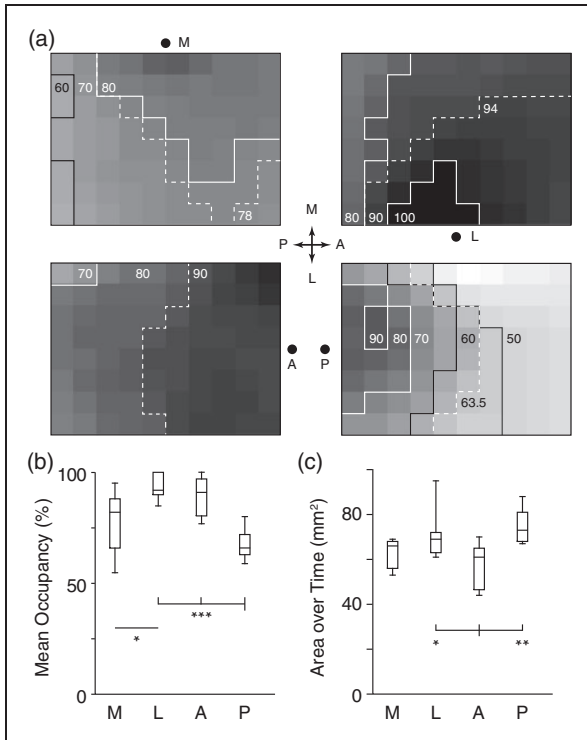 (a)
M
60 70 80
78
94
80 90 100
M
P A
L
L
70 80 90
A P
90 80 70 60 50
63.5
(b)
Mean Occupancy (%)
100
50
0
*
***
M L A P
(c)
Area over Time (mm²)
80
40
0
*
**
M L A P